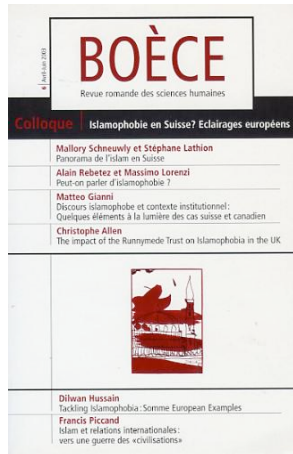 6 Avril-Juin 2003
BOÈCE
Revue romande des sciences humaines
Colloque Islamophobie en Suisse? Eclairages européens
Mallory Schneuwly et Stéphane Lathion
Panorama de l'islam en Suisse
Alain Rebetez et Massimo Lorenzi
Peut-on parler d'islamophobie ?
Matteo Gianni
Discours islamophobe et contexte institutionnel:
Quelques éléments à la lumière des cas suisse et canadien
Christophe Allen
The impact of the Runnymede Trust on Islamophobia in the UK
Dilwan Hussain
Tackling Islamophobia: Somme European Examples
Francis Piccand
Islam et relations internationales:
vers une guerre des «civilisations»